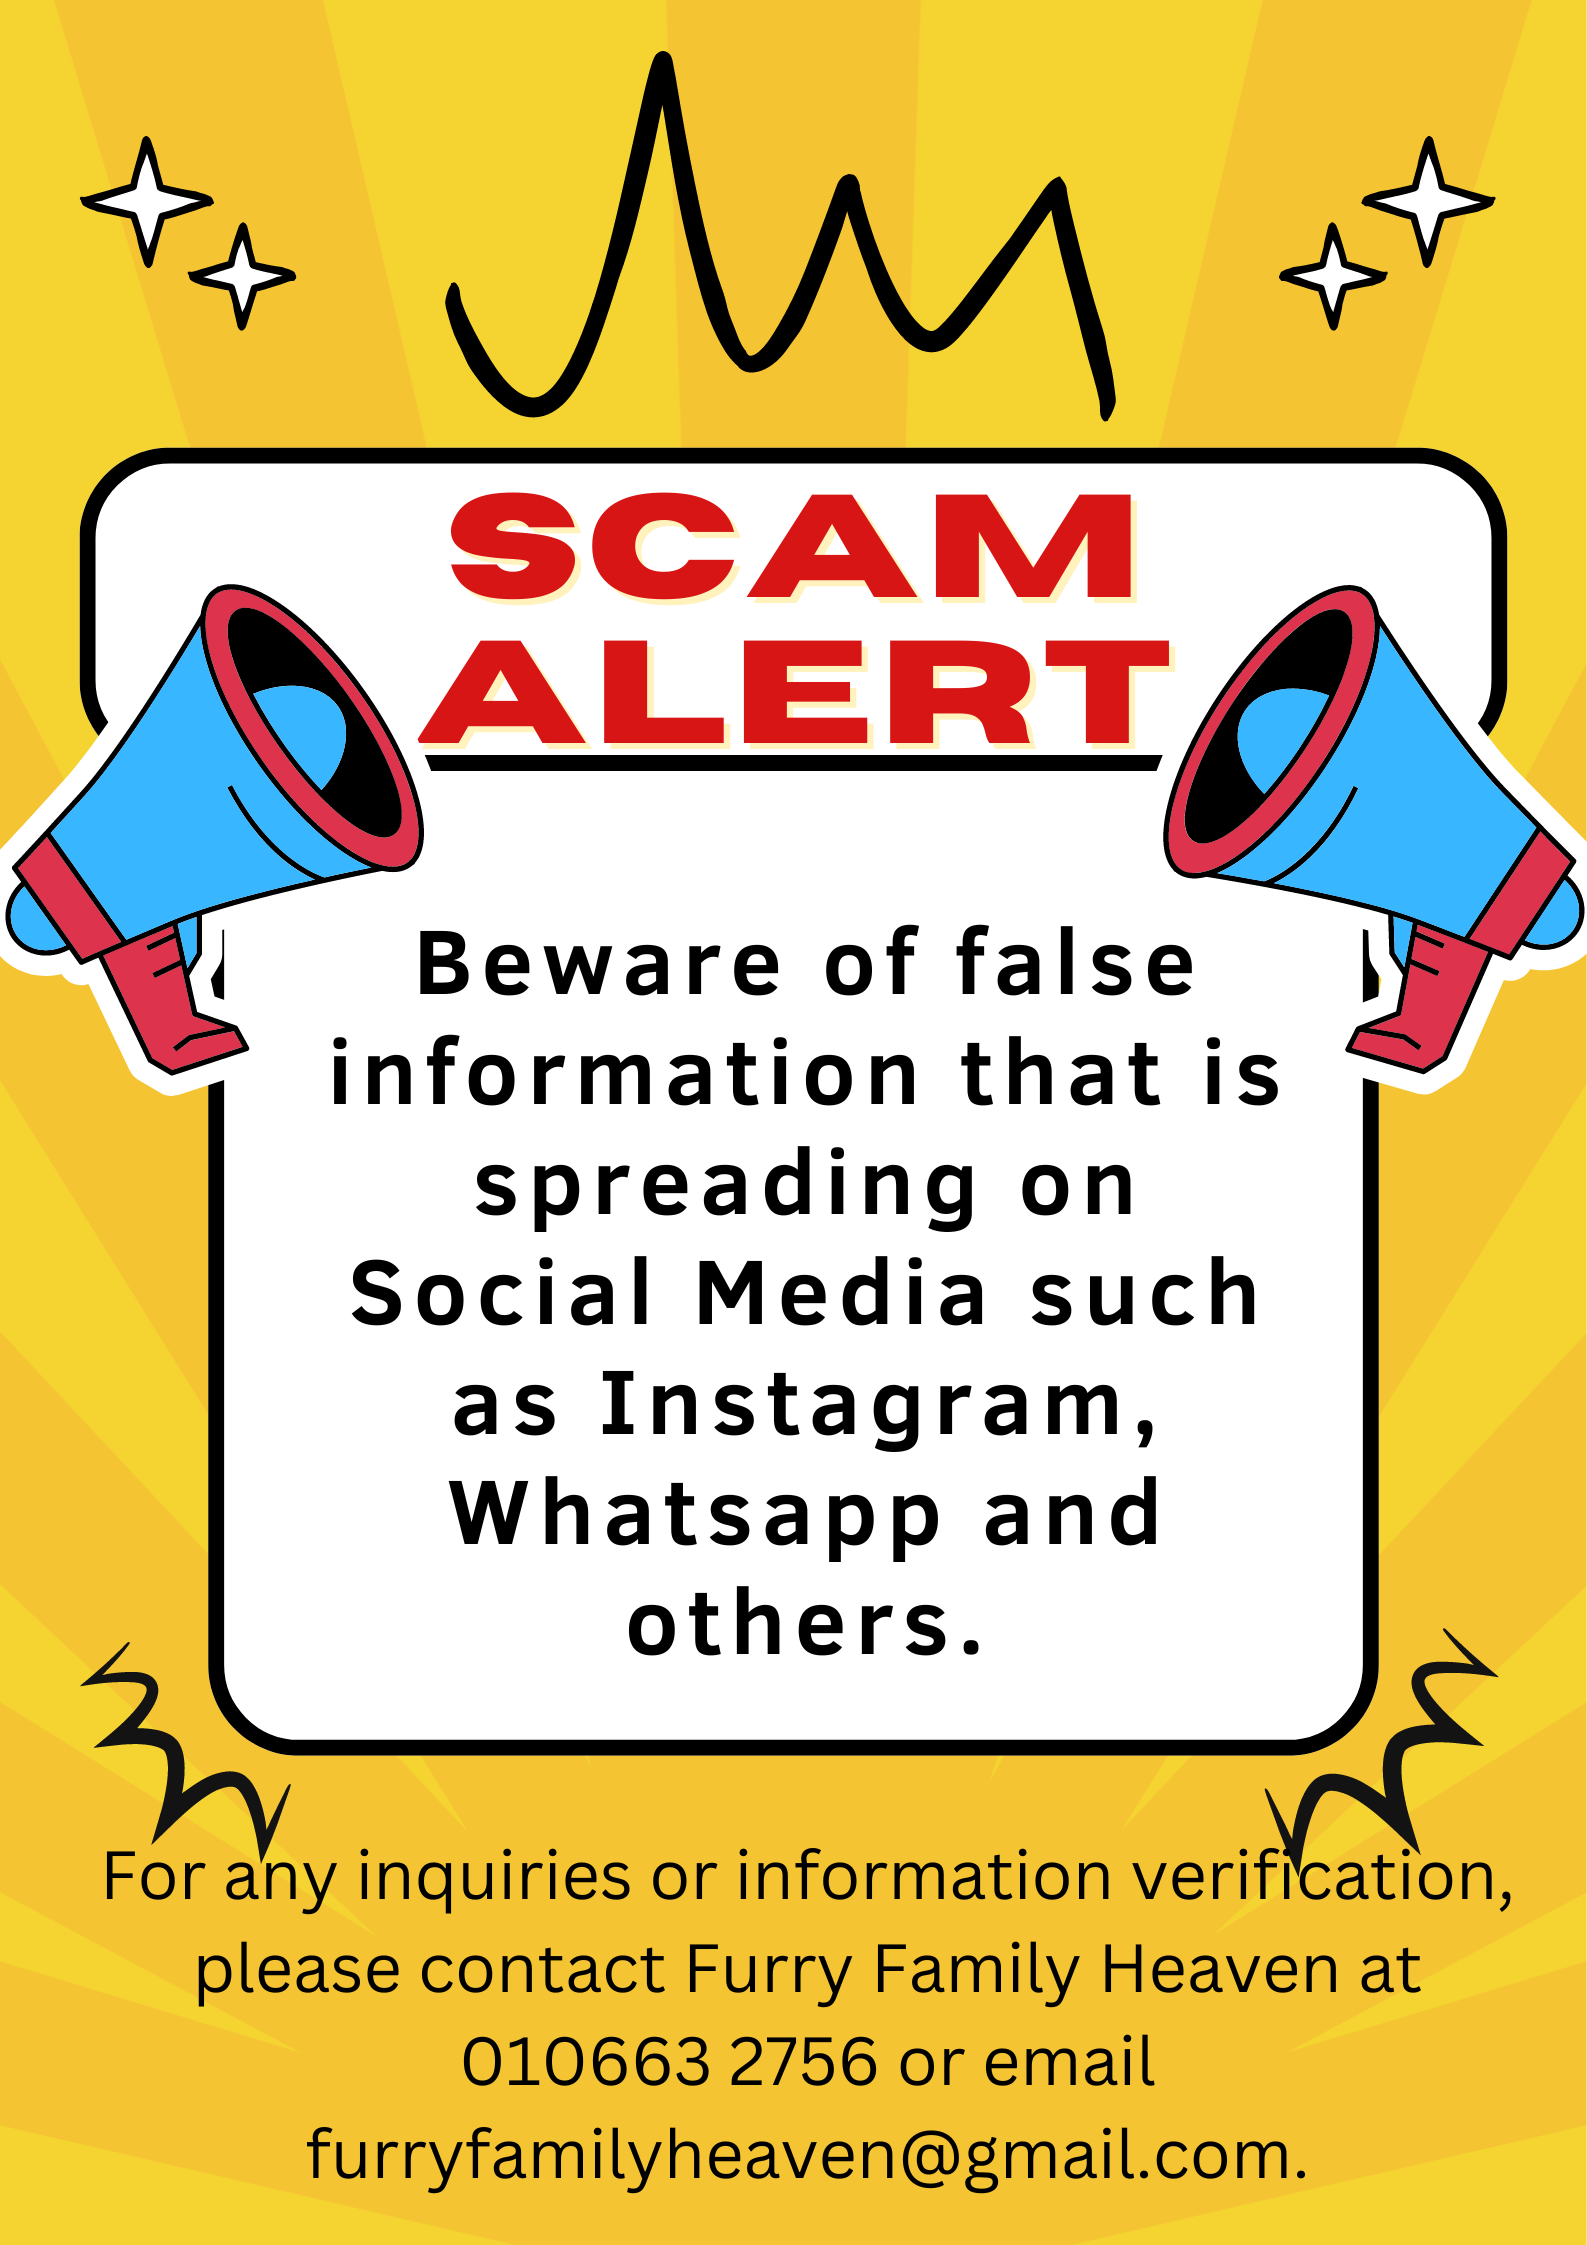 SCAM
ALERT
Beware of false
information that is
spreading on
Social Media such
as Instagram,
Whatsapp and
others.
For any inquiries or information verification,
please contact Furry Family Heaven at
010663 2756 or email
furryfamilyheaven@gmail.com.